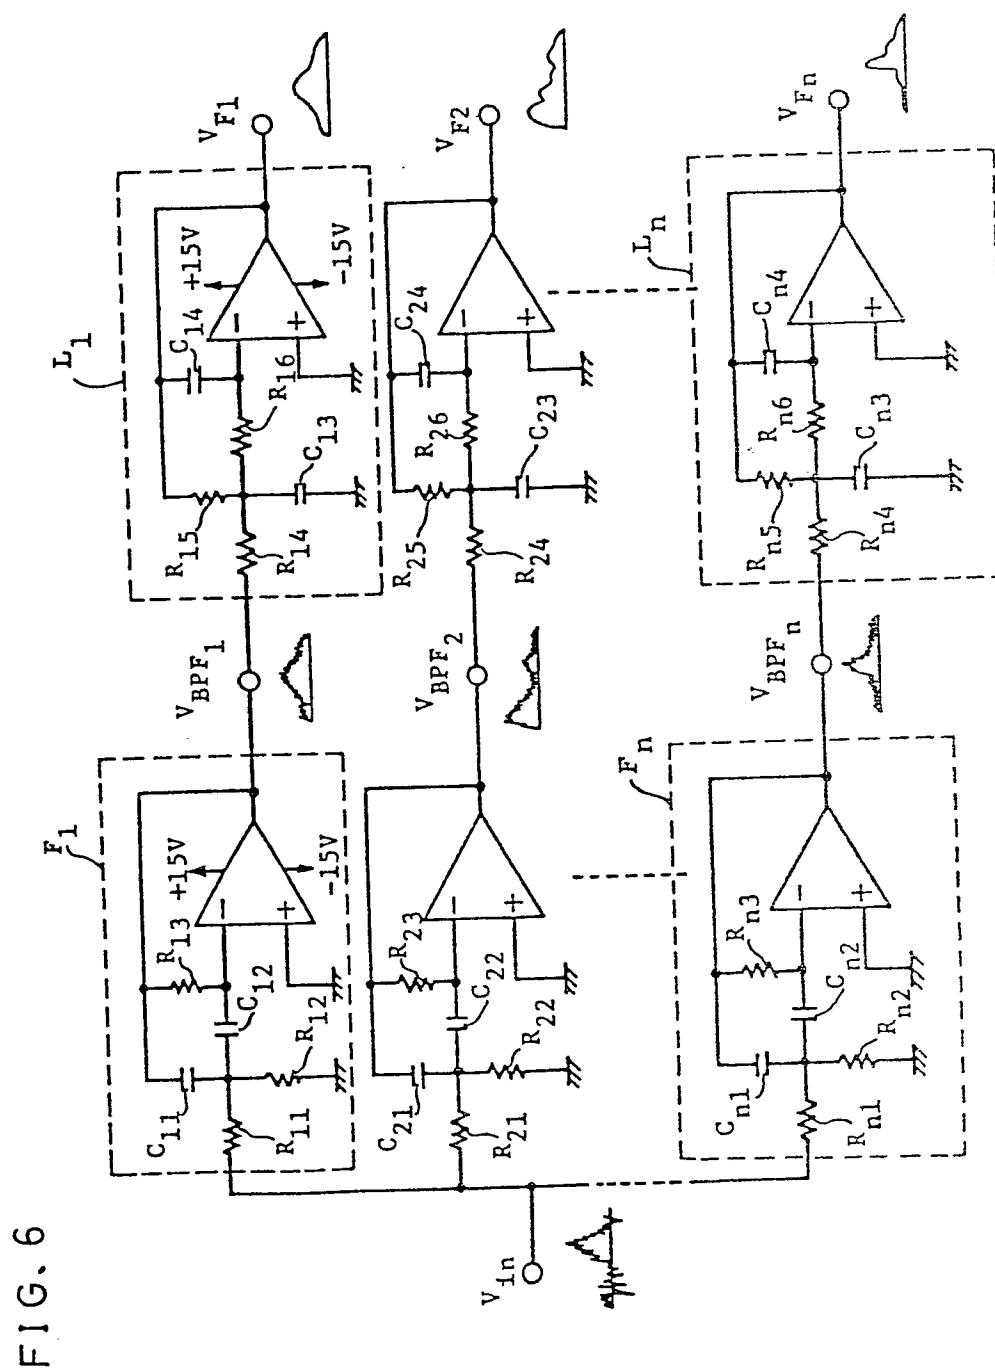 FIG. 6
L1
VF1
+15V
-15V
C14
R16
C13
R15
R14
VBPF1
F1
+15V
-15V
R13
C12
R12
C11
R11
VF2
C24
R26
C23
R25
R24
VBPF2
R23
C22
R22
C21
R21
Vin
Ln
VFn
Cn4
Rn6
Cn3
Rn5
Rn4
VBPFn
Fn
Rn3
Cn2
Rn2
Cn1
Rn1